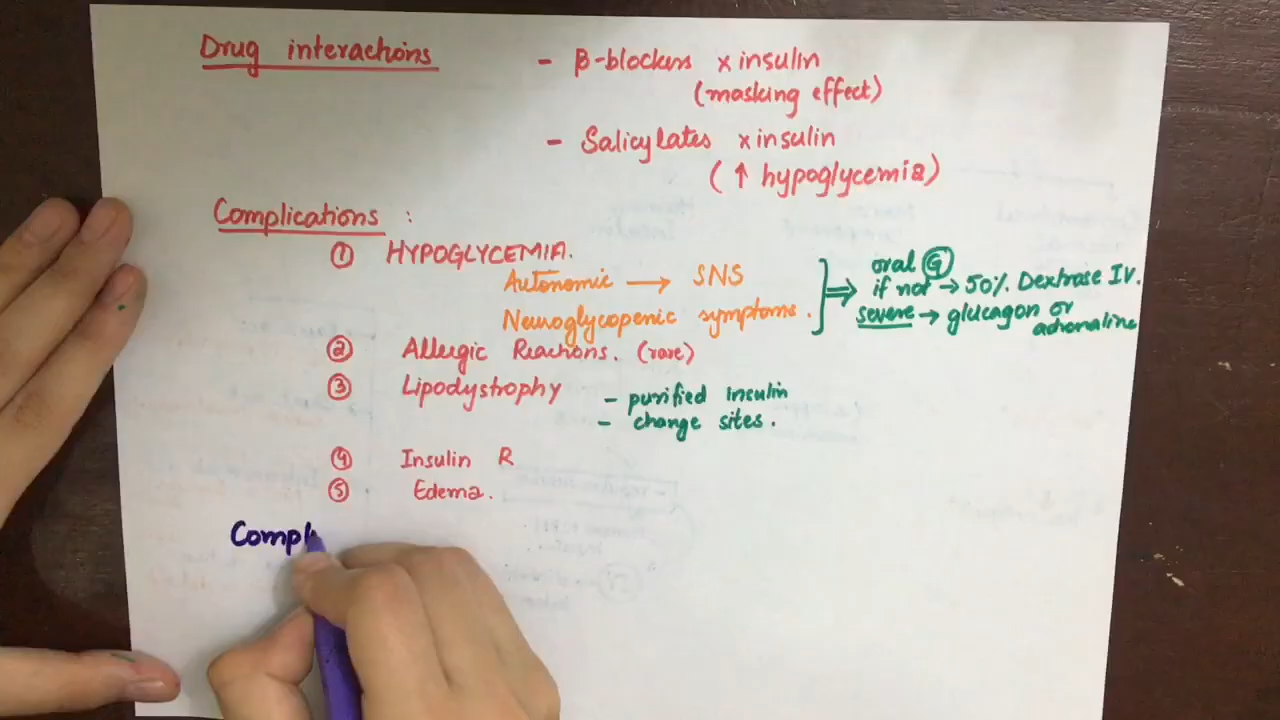 Drug interactions
- β-blockers x insulin
(masking effect)
- Salicylates x insulin
(↑ hypoglycemia)
Complications :
① HYPOGLYCEMIA.
Autonomic → SNS
Neuroglycopenic symptoms.
} ⇒ oral Ⓖ
if not → 50% Dextrose IV.
severe → glucagon or
adrenaline
② Allergic Reactions. (rare)
③ Lipodystrophy
- purified insulin
- change sites.
④ Insulin R
⑤ Edema.
Compl